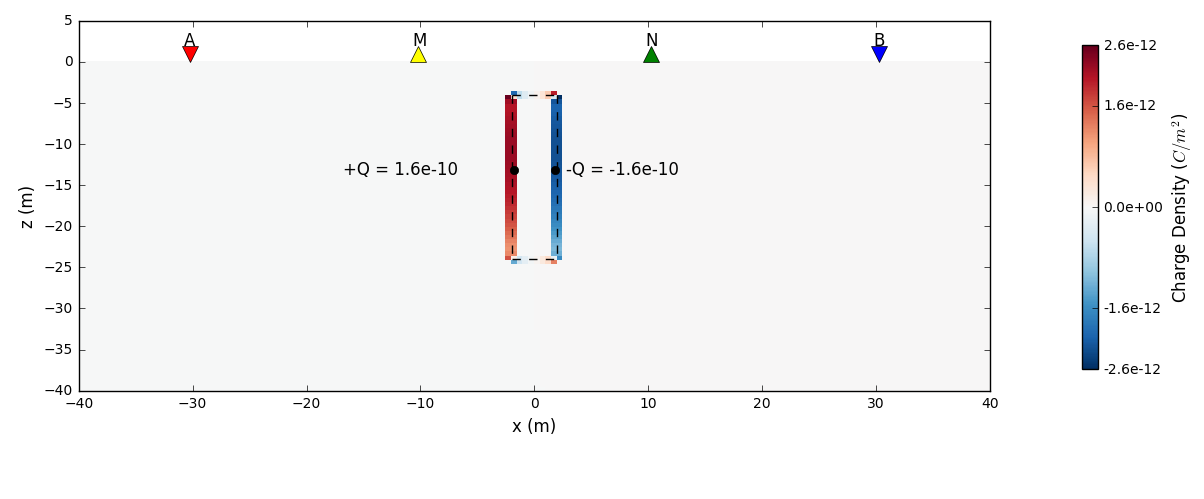 A M N B
5
0
−5
−10
−15
−20
−25
−30
−35
−40
z (m)
+Q = 1.6e-10 -Q = -1.6e-10
−40 −30 −20 −10 0 10 20 30 40
x (m)
2.6e-12
1.6e-12
0.0e+00
-1.6e-12
-2.6e-12
Charge Density (C/m²)